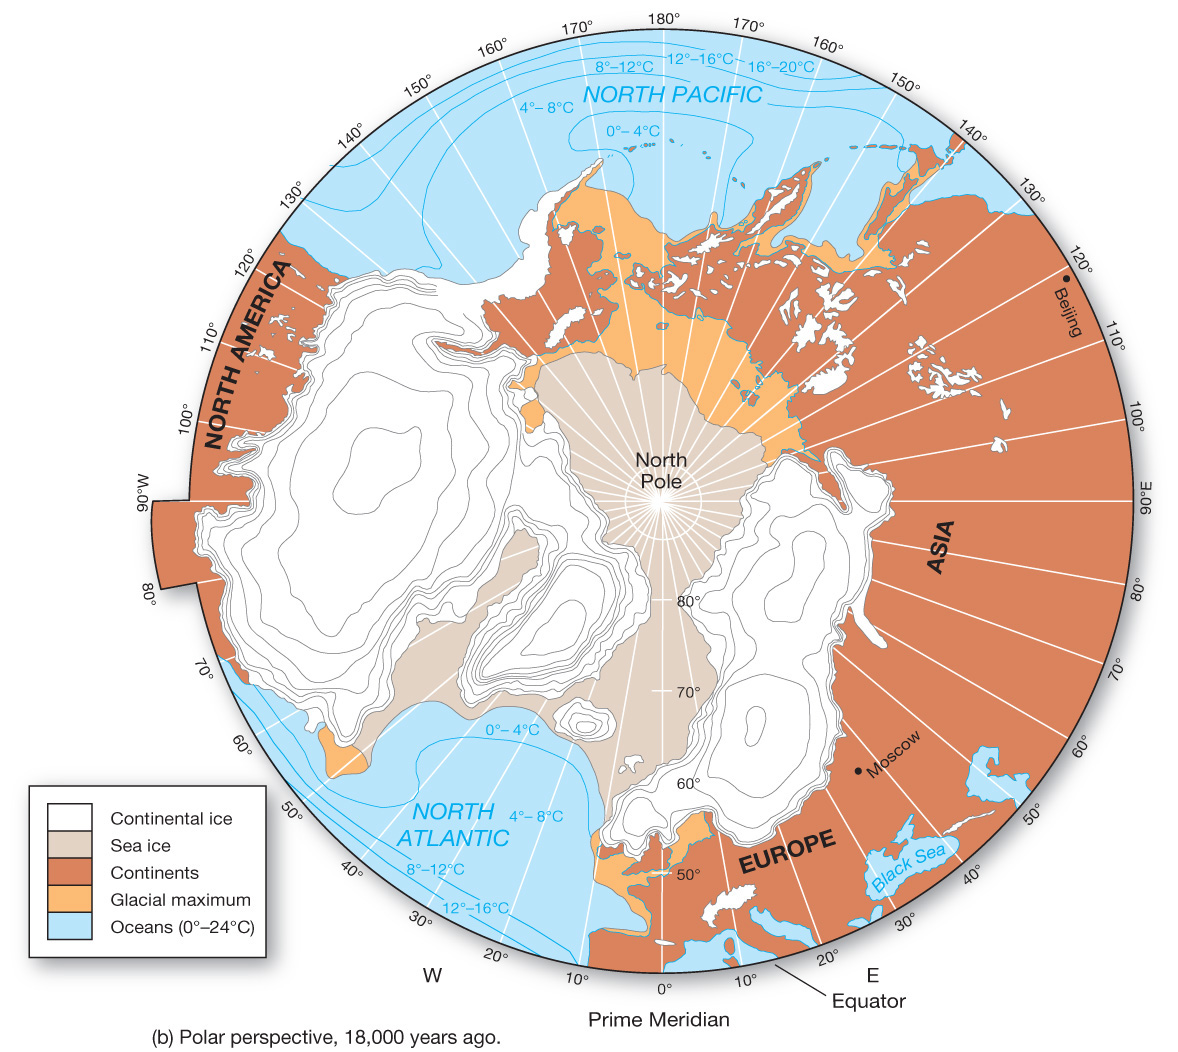 180°
170°
170°
160°
160°
150°
150°
140°
140°
130°
130°
120°
120°
110°
110°
100°
100°
90°W
90°E
80°
80°
70°
70°
60°
60°
50°
50°
40°
40°
30°
30°
20°
20°
10°
10°
0°
12°–16°C
8°–12°C
16°–20°C
NORTH PACIFIC
4°–8°C
0°–4°C
NORTH AMERICA
Beijing
North
Pole
ASIA
80°
70°
60°
50°
0°–4°C
Moscow
NORTH
ATLANTIC
4°–8°C
EUROPE
Black Sea
8°–12°C
12°–16°C
Continental ice
Sea ice
Continents
Glacial maximum
Oceans (0°–24°C)
W
E
Equator
Prime Meridian
(b) Polar perspective, 18,000 years ago.